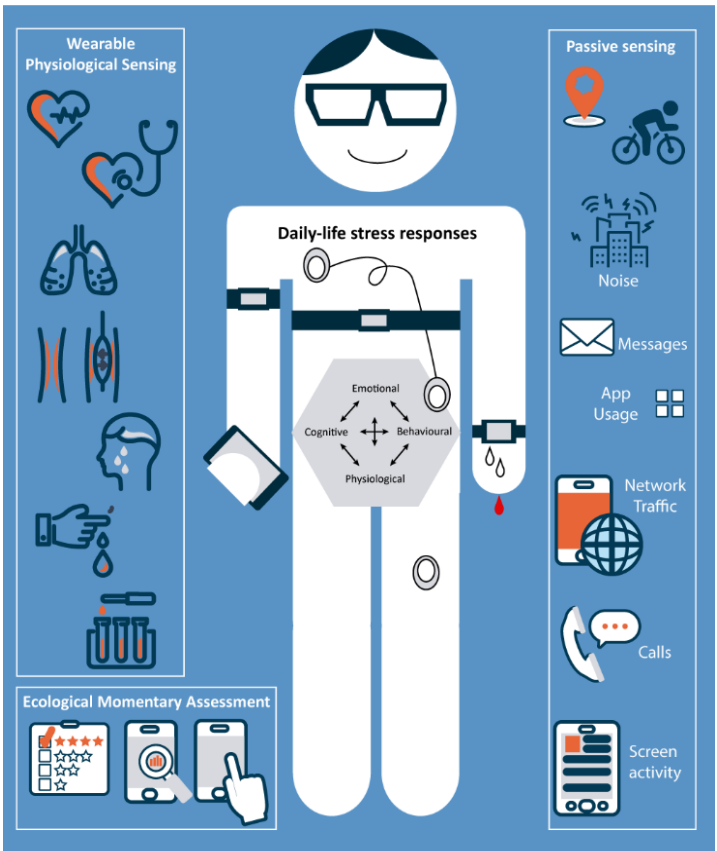 Wearable
Physiological Sensing
Ecological Momentary Assessment
Daily-life stress responses
Emotional
Cognitive
Behavioural
Physiological
Passive sensing
Noise
Messages
App
Usage
Network
Traffic
Calls
Screen
activity